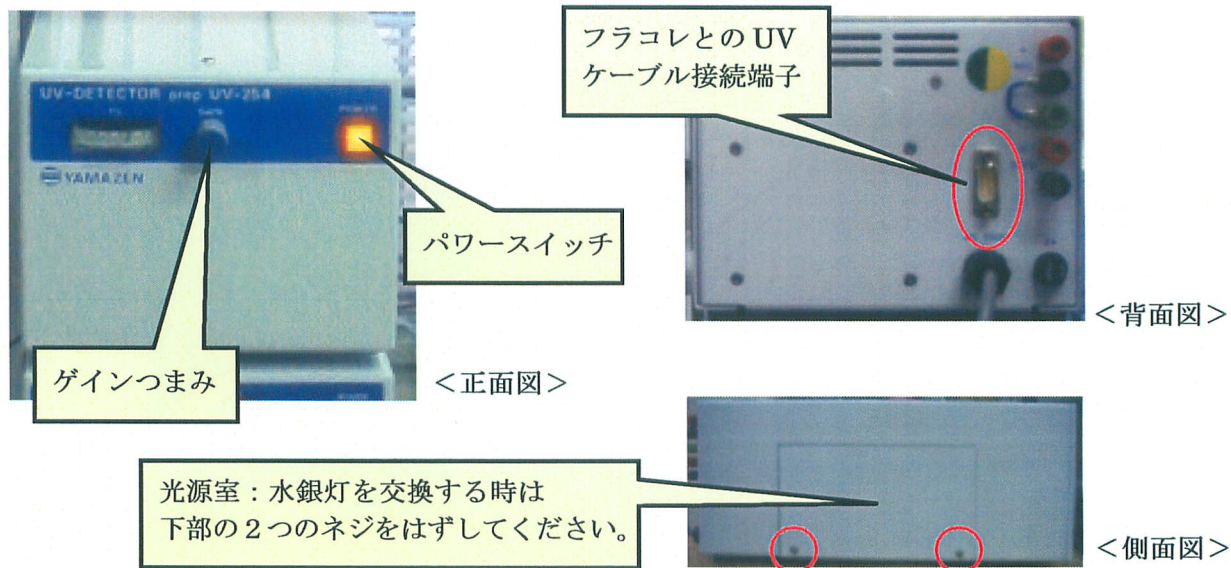 UV-DETECTOR prep UV-254
POWER
YAMAZEN
フラコレとの UV
ケーブル接続端子
パワースイッチ
ゲインつまみ
＜正面図＞
＜背面図＞
光源室：水銀灯を交換する時は
下部の２つのネジをはずしてください。
＜側面図＞